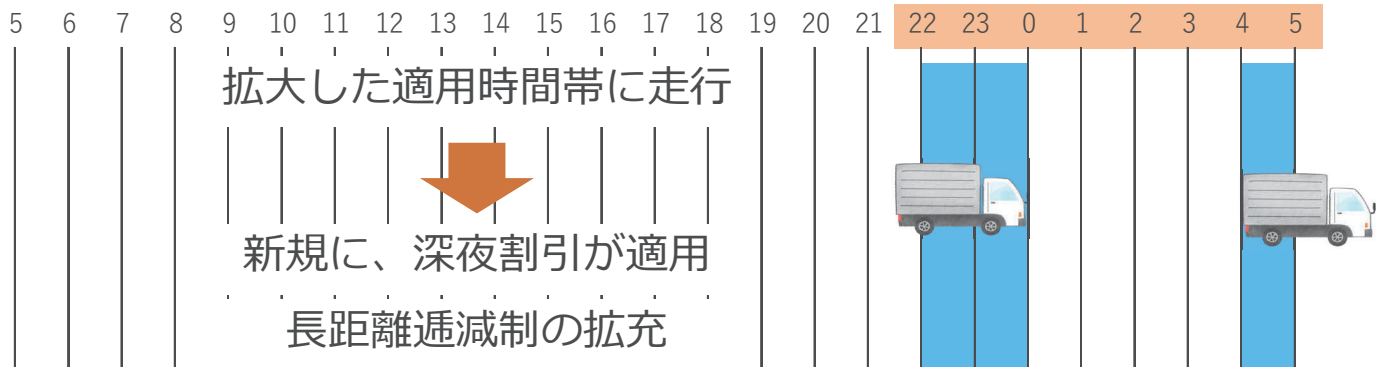 5 6 7 8 9 10 11 12 13 14 15 16 17 18 19 20 21 22 23 0 1 2 3 4 5
拡大した適用時間帯に走行
新規に、深夜割引が適用
長距離逓減制の拡充